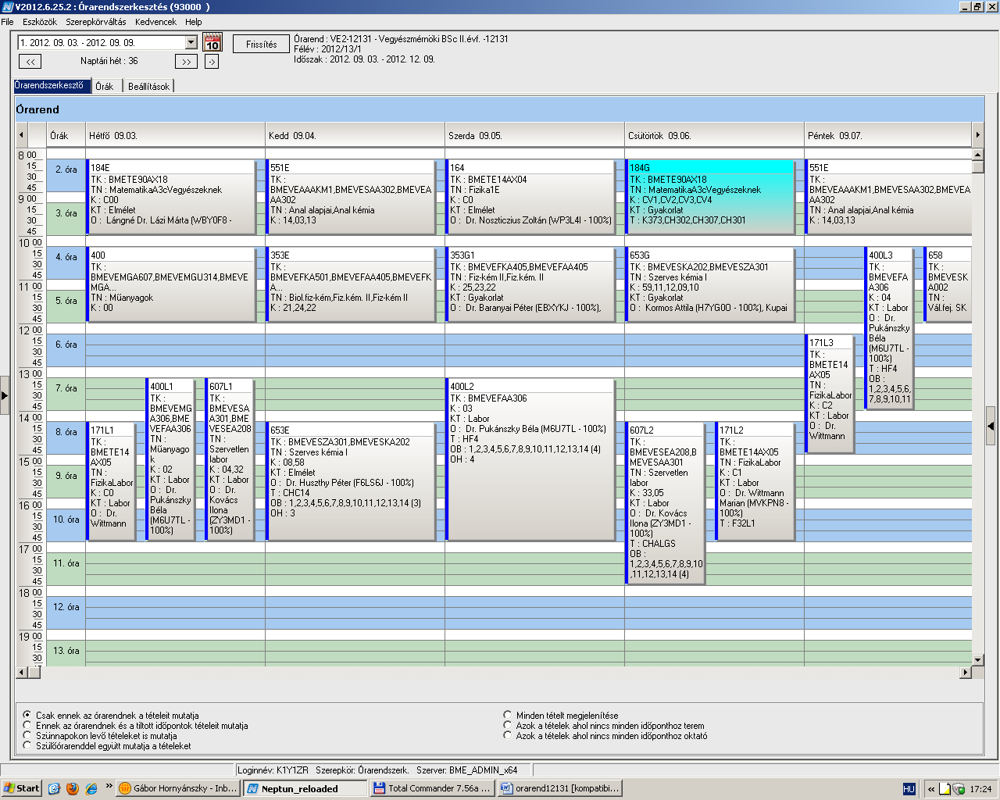 V2012.6.25.2 : Órarendszerkesztés (93000  )
File Eszközök Szerepkörváltás Kedvencek Help
1. 2012. 09. 03. - 2012. 09. 09.
10
Frissítés
Órarend : VE2-12131 - Vegyészmérnöki BSc II.évf. -12131
Félév : 2012/13/1
Időszak : 2012. 09. 03. - 2012. 12. 09.
<< Naptári hét : 36 >> ->
Órarendszerkesztő Órák Beállítások
Órarend
Órák Hétfő 09.03. Kedd 09.04. Szerda 09.05. Csütörtök 09.06. Péntek 09.07.
8 00
15
30
45
9 00
15
30
45
10 00
15
30
45
11 00
15
30
45
12 00
15
30
45
13 00
15
30
45
14 00
15
30
45
15 00
15
30
45
16 00
15
30
45
17 00
15
30
45
18 00
15
30
45
19 00
15
30
2. óra
3. óra
4. óra
5. óra
6. óra
7. óra
8. óra
9. óra
10. óra
11. óra
12. óra
13. óra
184E
TK : BMETE90AX18
TN : MatematikaA3cVegyészeknek
K : C00
KT : Elmélet
O : Lángné Dr. Lázi Márta (WBY0F8 -
400
TK :
BMEVEMGA607,BMEVEMGU314,BMEVE
MGA...
TN : Műanyagok
K : 00
171L1
TK :
BMETE14
AX05
TN :
FizikaLabor
K : C0
KT : Labor
O : Dr.
Wittmann
400L1
TK :
BMEVEMG
A306,BME
VEFAA306
TN :
Műanyago
k
K : 02
KT : Labor
O : Dr.
Pukánszky
Béla
(M6U7TL -
100%)
607L1
TK :
BMEVESA
A301,BME
VESEA208
TN :
Szervetlen
labor
K : 04,32
KT : Labor
O : Dr.
Kovács
Ilona
(ZY3MD1 -
100%)
551E
TK :
BMEVEAAAKM1,BMEVESAA302,BMEVEA
AA302
TN : Anal alapjai,Anal kémia
K : 14,03,13
353E
TK :
BMEVEFKA501,BMEVEFAA405,BMEVEFK
A...
TN : Biol.fiz-kém,Fiz.kém. II,Fiz-kém II
K : 21,24,22
653E
TK : BMEVESZA301,BMEVESKA202
TN : Szerves kémia I
K : 08,58
KT : Elmélet
O : Dr. Huszthy Péter (F6LS6J - 100%)
T : CHC14
OB : 1,2,3,4,5,6,7,8,9,10,11,12,13,14 (3)
OH : 3
164
TK : BMETE14AX04
TN : Fizika1E
K : C0
KT : Elmélet
O : Dr. Noszticzius Zoltán (WP3L4I - 100%)
353G1
TK : BMEVEFKA405,BMEVEFAA405
TN : Fiz-kém II,Fiz.kém. II
K : 25,23,22
KT : Gyakorlat
O : Dr. Baranyai Péter (EBXYKJ - 100%),
400L2
TK : BMEVEFAA306
K : 03
KT : Labor
O : Dr. Pukánszky Béla (M6U7TL - 100%)
T : HF4
OB : 1,2,3,4,5,6,7,8,9,10,11,12,13,14 (4)
OH : 4
184G
TK : BMETE90AX18
TN : MatematikaA3cVegyészeknek
K : CV1,CV2,CV3,CV4
KT : Gyakorlat
T : K373,CH302,CH307,CH301
653G
TK : BMEVESKA202,BMEVESZA301
TN : Szerves kémia I
K : 59,11,12,09,10
KT : Gyakorlat
O : Kormos Attila (H7YG0O - 100%), Kupai
607L2
TK :
BMEVESEA208,B
MEVESAA301
TN : Szervetlen
labor
K : 33,05
KT : Labor
O : Dr. Kovács
Ilona (ZY3MD1 -
100%)
T : CHALGS
OB :
1,2,3,4,5,6,7,8,9,10
,11,12,13,14 (4)
171L2
TK :
BMETE14AX05
TN : FizikaLabor
K : C1
KT : Labor
O : Dr. Wittmann
Marian (MVKPN8 -
100%)
T : F32L1
551E
TK :
BMEVEAAAKM1,BMEVESAA302,BMEVEA
AA302
TN : Anal alapjai,Anal kémia
K : 14,03,13
171L3
TK :
BMETE14
AX05
TN :
FizikaLabor
K : C2
KT : Labor
O : Dr.
Wittmann
400L3
TK :
BMEVEFA
A306
K : 04
KT : Labor
O : Dr.
Pukánszky
Béla
(M6U7TL -
100%)
T : HF4
OB :
1,2,3,4,5,6,
7,8,9,10,11
658
TK :
BMEVESK
A002
TN :
Vál.fej. SK
Csak ennek az órarendnek a tételeit mutatja
Ennek az órarendnek és a tiltott időpontok tételeit mutatja
Szünnapokon levő tételeket is mutatja
Szülőórarenddel együtt mutatja a tételeket
Minden tételt megjelenítése
Azok a tételek ahol nincs minden időponthoz terem
Azok a tételek ahol nincs minden időponthoz oktató
Loginnév: K1Y1ZR Szerepkör: Órarendszerk. Szerver: BME_ADMIN_x64
Start » Gábor Hornyánszky - Inb... Neptun_reloaded Total Commander 7.56a ... orarend12131 [kompatibi... HU « 17:24